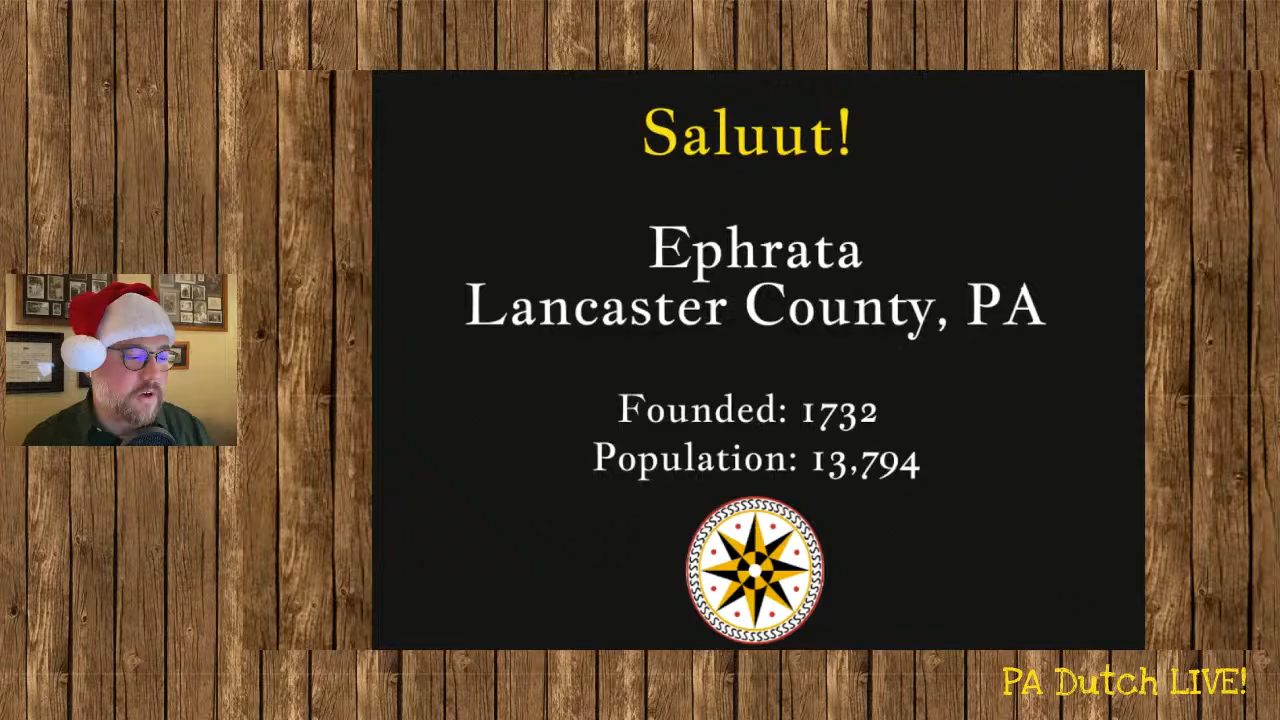 Saluut!
Ephrata
Lancaster County, PA
Founded: 1732
Population: 13,794
PA Dutch LIVE!